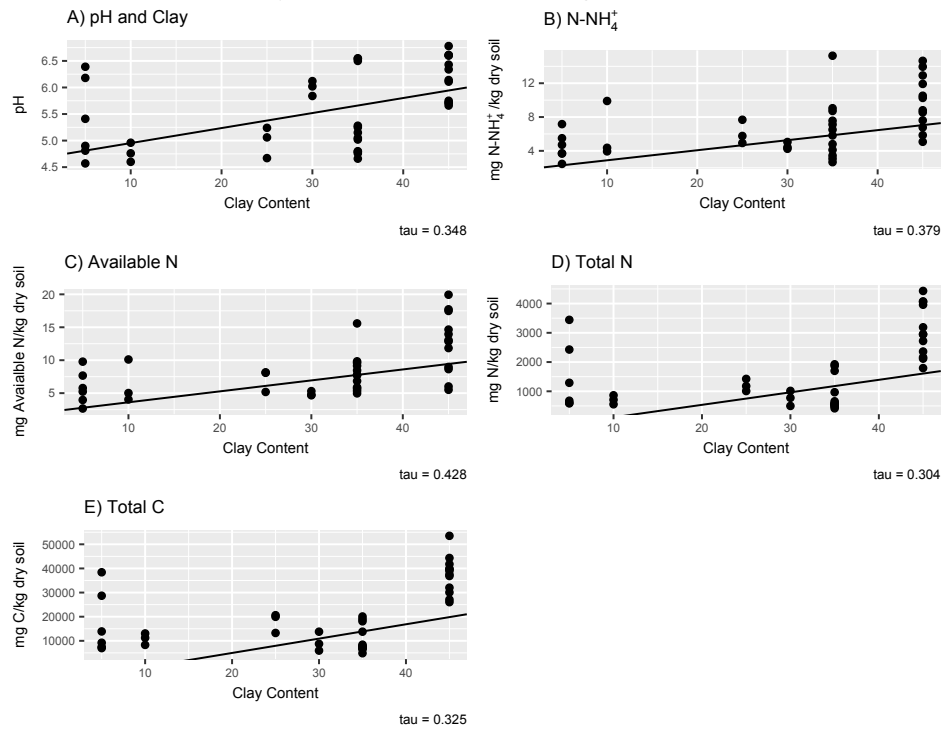 A) pH and Clay
pH
6.5
6.0
5.5
5.0
4.5
10 20 30 40
Clay Content
tau = 0.348
B) N-NH₄⁺
mg N-NH₄⁺/kg dry soil
12
8
4
10 20 30 40
Clay Content
tau = 0.379
C) Available N
mg Avaialble N/kg dry soil
20
15
10
5
10 20 30 40
Clay Content
tau = 0.428
D) Total N
mg N/kg dry soil
4000
3000
2000
1000
10 20 30 40
Clay Content
tau = 0.304
E) Total C
mg C/kg dry soil
50000
40000
30000
20000
10000
10 20 30 40
Clay Content
tau = 0.325